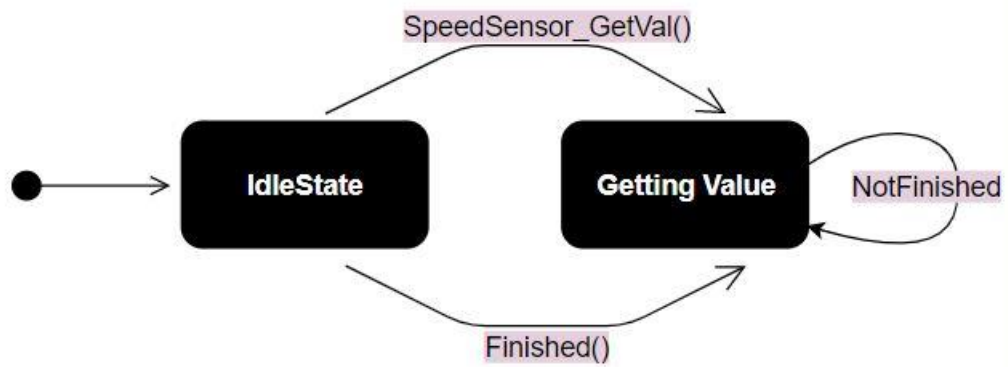 SpeedSensor_GetVal()
IdleState
Getting Value
NotFinished
Finished()